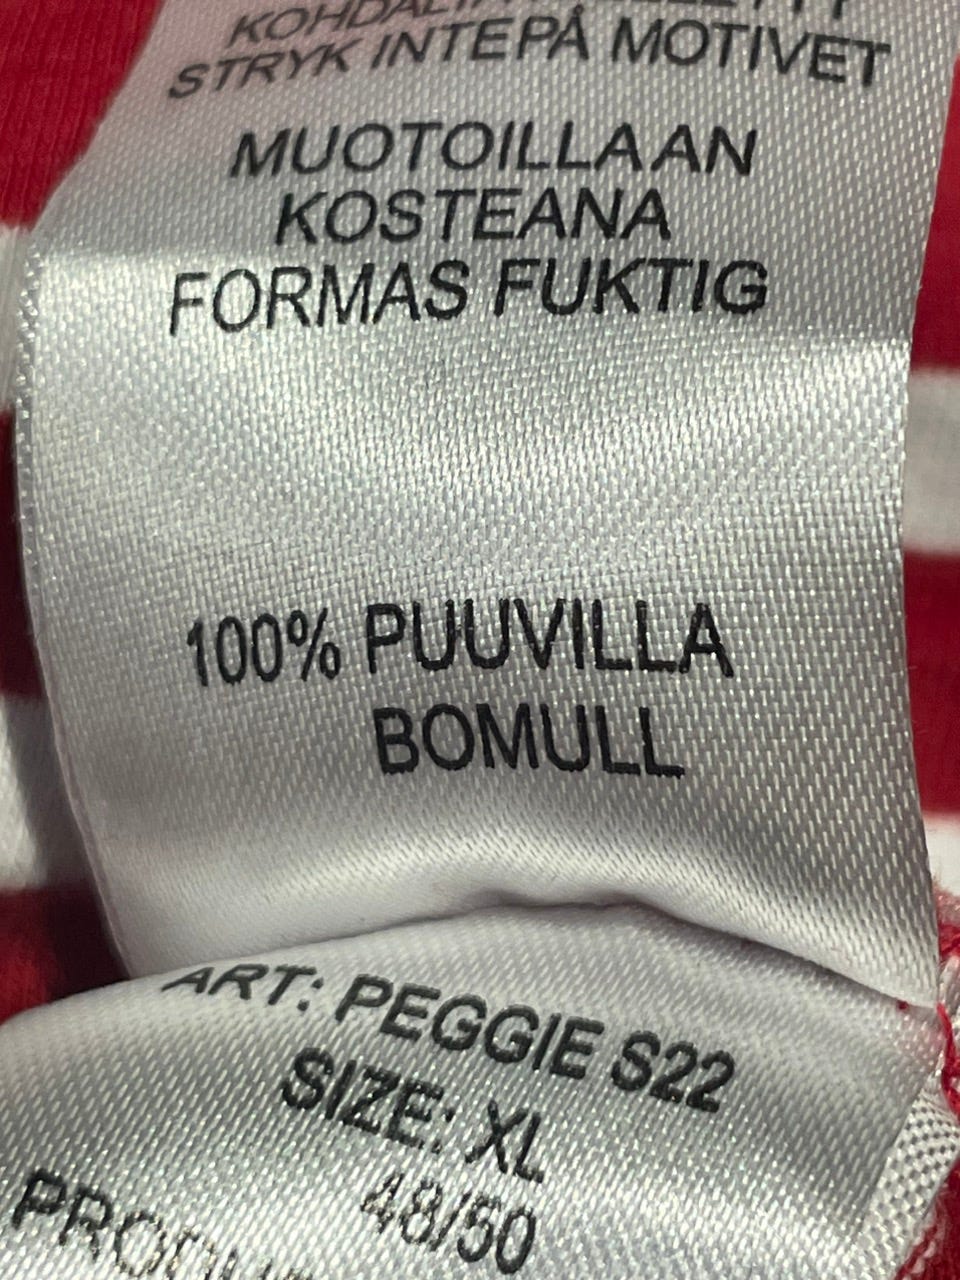 STRYK INTE PÅ MOTIVET
MUOTOILLAAN
KOSTEANA
FORMAS FUKTIG
100% PUUVILLA
BOMULL
ART: PEGGIE S22
SIZE: XL
48/50